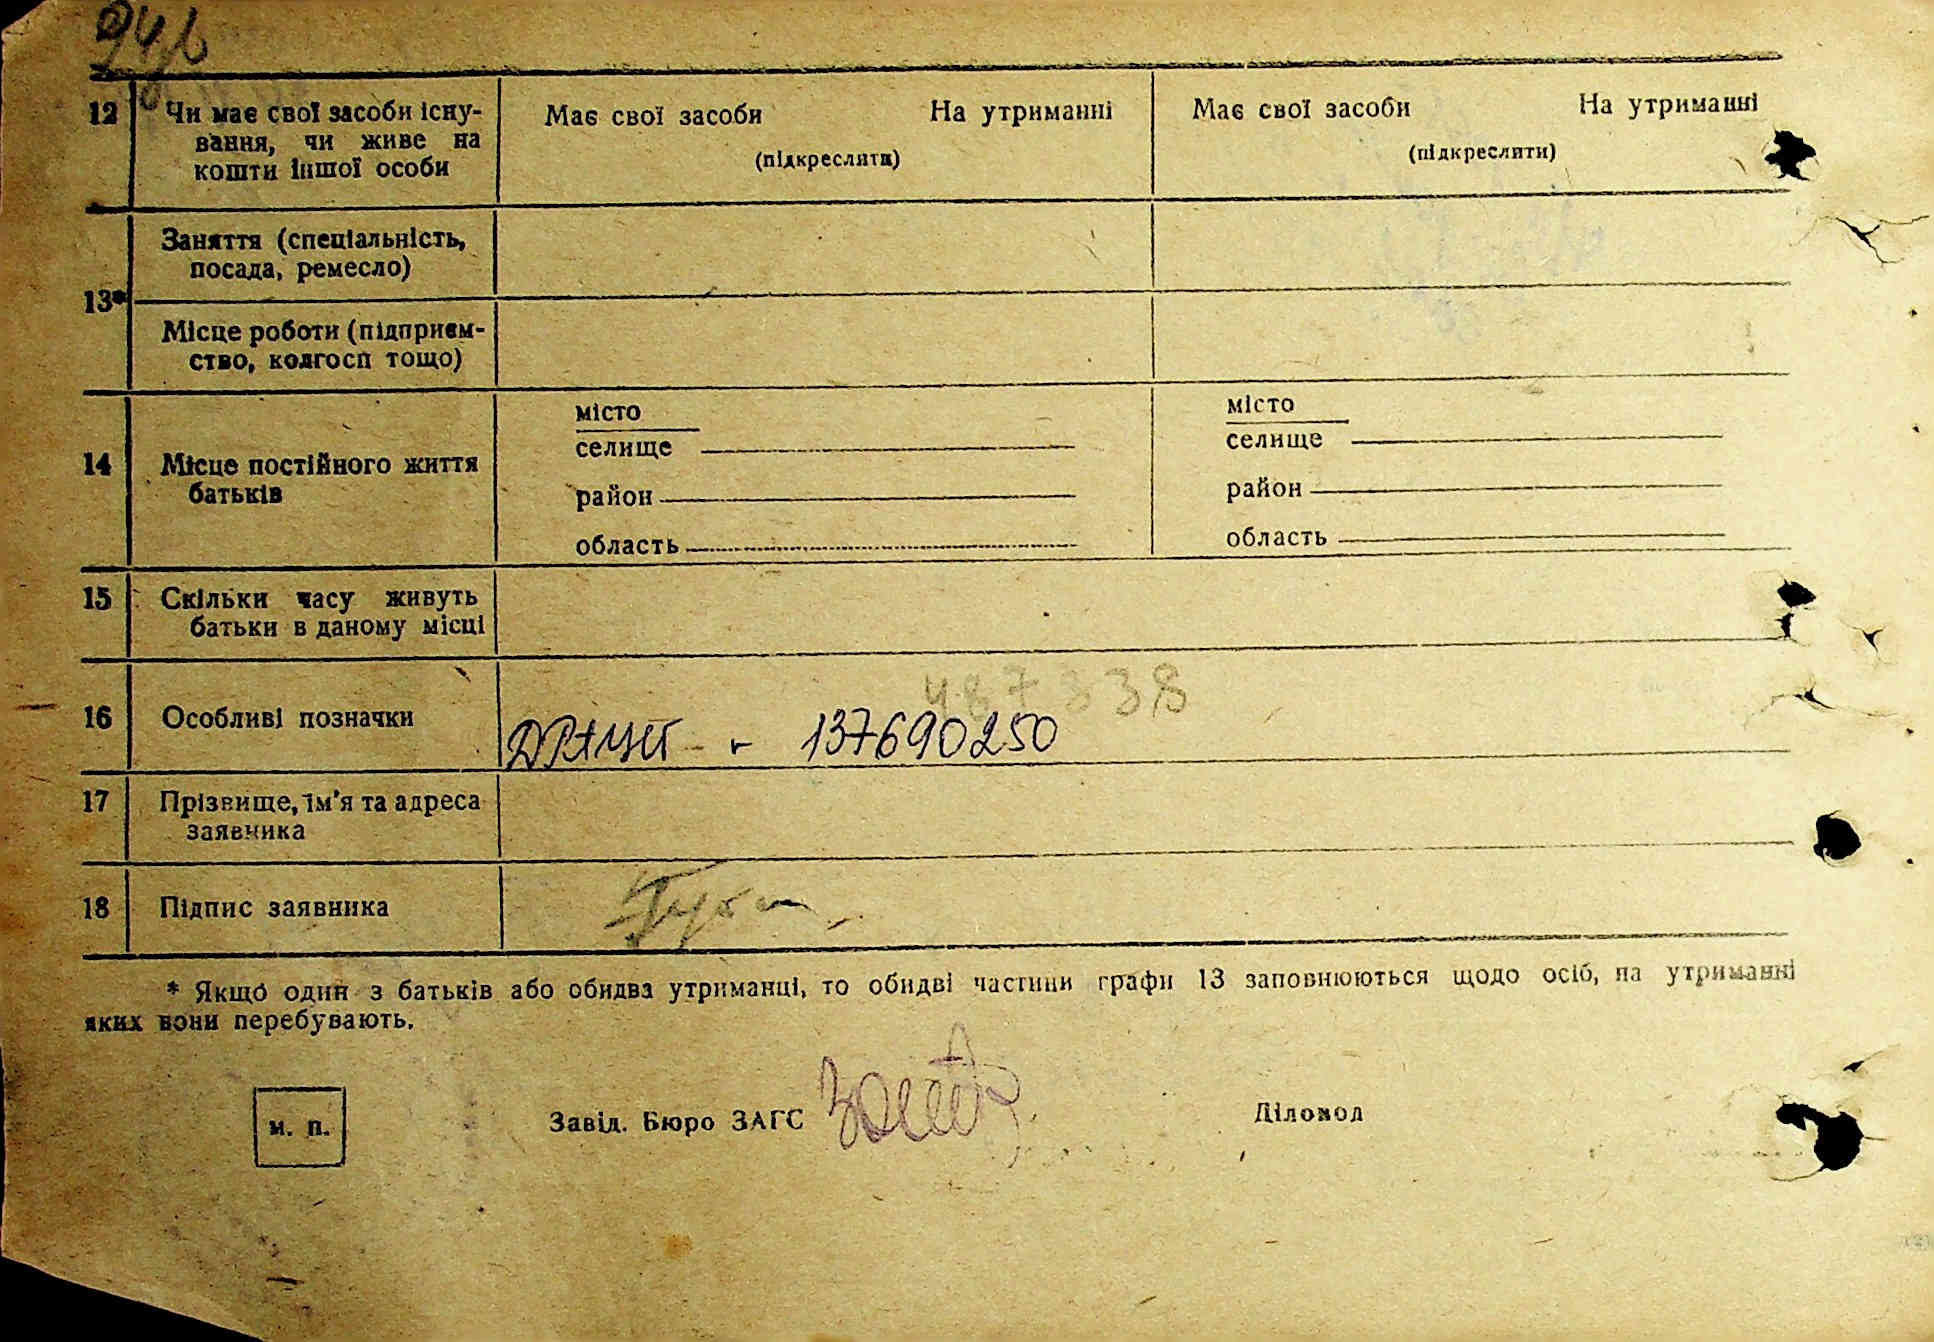 12 Чи має свої засоби існу-
вання, чи живе на
кошти іншої особи
Має свої засоби На утриманні
(підкреслити)
Має свої засоби На утриманні
(підкреслити)
13*
Заняття (спеціальність,
посада, ремесло)
Місце роботи (підприєм-
ство, колгосп тощо)
14 Місце постійного життя
батьків
місто
селище
район
область
місто
селище
район
область
15 Скільки часу живуть
батьки в даному місці
16 Особливі позначки
487338
ДРАЦСГ - 137690250
17 Прізвище, ім'я та адреса
заявника
18 Підпис заявника
* Якщо один з батьків або обидва утриманці, то обидві частини графи 13 заповнюються щодо осіб, на утриманні
яких вони перебувають.
м. п.
Завід. Бюро ЗАГС
Діловод